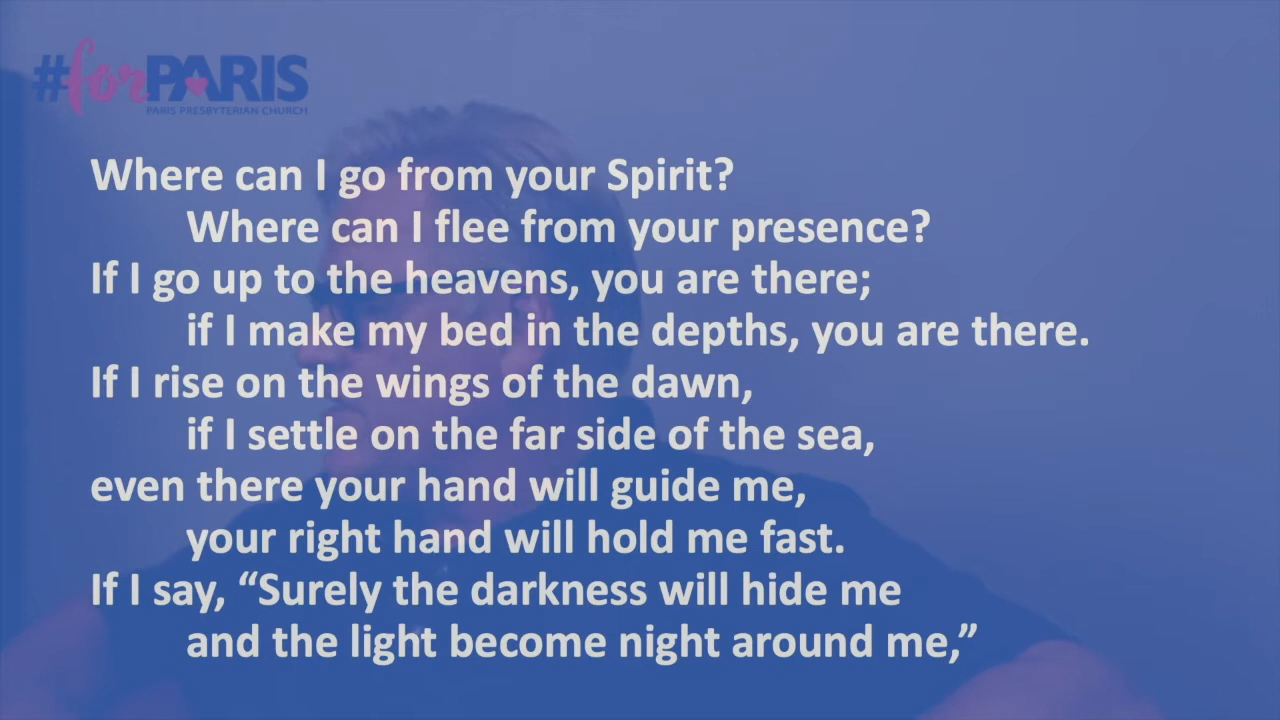 #forPARIS
PARIS PRESBYTERIAN CHURCH
Where can I go from your Spirit?
Where can I flee from your presence?
If I go up to the heavens, you are there;
if I make my bed in the depths, you are there.
If I rise on the wings of the dawn,
if I settle on the far side of the sea,
even there your hand will guide me,
your right hand will hold me fast.
If I say, “Surely the darkness will hide me
and the light become night around me,”